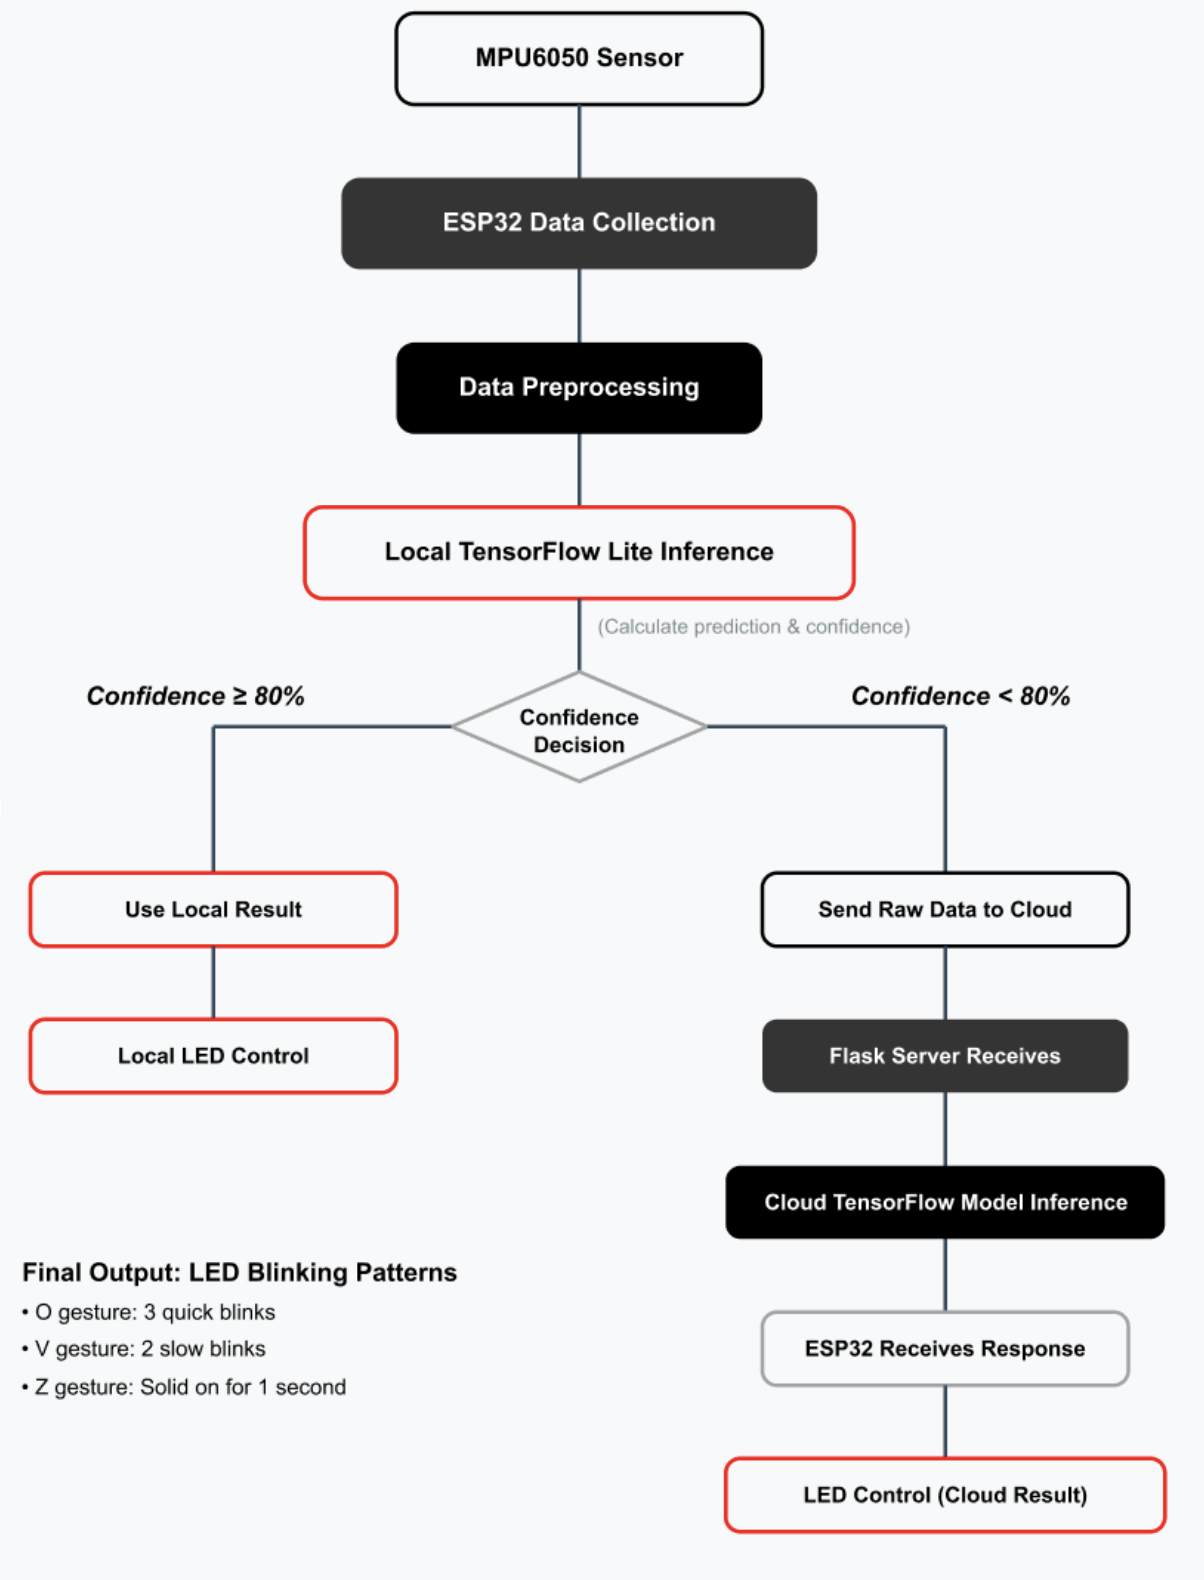 MPU6050 Sensor
ESP32 Data Collection
Data Preprocessing
Local TensorFlow Lite Inference
(Calculate prediction & confidence)
Confidence ≥ 80%
Confidence < 80%
Confidence
Decision
Use Local Result
Local LED Control
Send Raw Data to Cloud
Flask Server Receives
Cloud TensorFlow Model Inference
ESP32 Receives Response
LED Control (Cloud Result)
Final Output: LED Blinking Patterns
• O gesture: 3 quick blinks
• V gesture: 2 slow blinks
• Z gesture: Solid on for 1 second